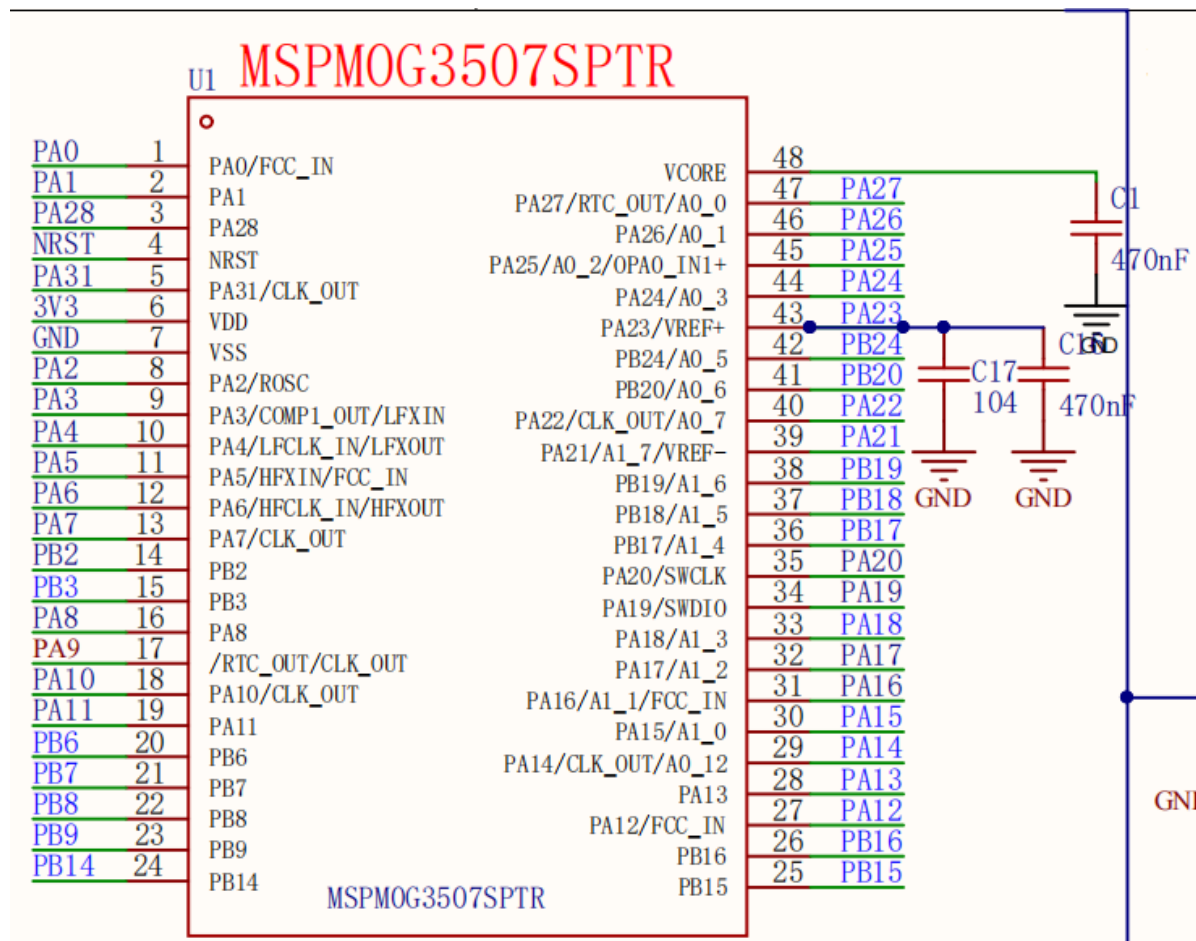 MSPM0G3507SPTR
U1
PA0 1 PA0/FCC_IN
PA1 2 PA1
PA28 3 PA28
NRST 4 NRST
PA31 5 PA31/CLK_OUT
3V3 6 VDD
GND 7 VSS
PA2 8 PA2/ROSC
PA3 9 PA3/COMP1_OUT/LFXIN
PA4 10 PA4/LFCLK_IN/LFXOUT
PA5 11 PA5/HFXIN/FCC_IN
PA6 12 PA6/HFCLK_IN/HFXOUT
PA7 13 PA7/CLK_OUT
PB2 14 PB2
PB3 15 PB3
PA8 16 PA8
PA9 17 /RTC_OUT/CLK_OUT
PA10 18 PA10/CLK_OUT
PA11 19 PA11
PB6 20 PB6
PB7 21 PB7
PB8 22 PB8
PB9 23 PB9
PB14 24 PB14
VCORE 48
PA27/RTC_OUT/A0_0 47 PA27
PA26/A0_1 46 PA26
PA25/A0_2/OPA0_IN1+ 45 PA25
PA24/A0_3 44 PA24
PA23/VREF+ 43 PA23
PB24/A0_5 42 PB24
PB20/A0_6 41 PB20
PA22/CLK_OUT/A0_7 40 PA22
PA21/A1_7/VREF- 39 PA21
PB19/A1_6 38 PB19
PB18/A1_5 37 PB18
PB17/A1_4 36 PB17
PA20/SWCLK 35 PA20
PA19/SWDIO 34 PA19
PA18/A1_3 33 PA18
PA17/A1_2 32 PA17
PA16/A1_1/FCC_IN 31 PA16
PA15/A1_0 30 PA15
PA14/CLK_OUT/A0_12 29 PA14
PA13 28 PA13
PA12/FCC_IN 27 PA12
PB16 26 PB16
PB15 25 PB15
MSPM0G3507SPTR
C1
470nF
GND
C17
104
470nF
GND
GND